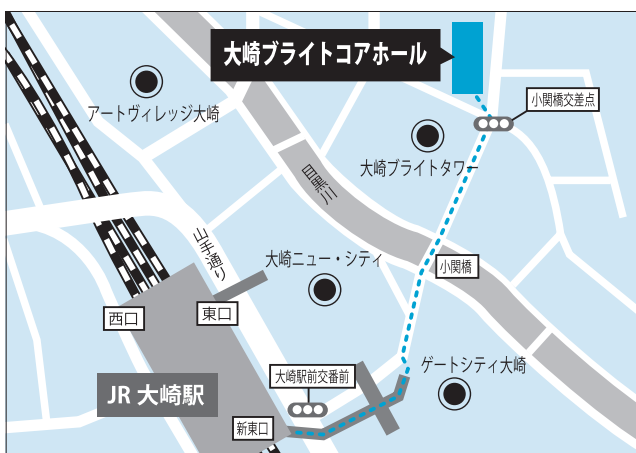 大崎ブライトコアホール
小関橋交差点
アートヴィレッジ大崎
大崎ブライトタワー
目黒川
山手通り
大崎ニュー・シティ
小関橋
西口
東口
大崎駅前交番前
ゲートシティ大崎
JR 大崎駅
新東口